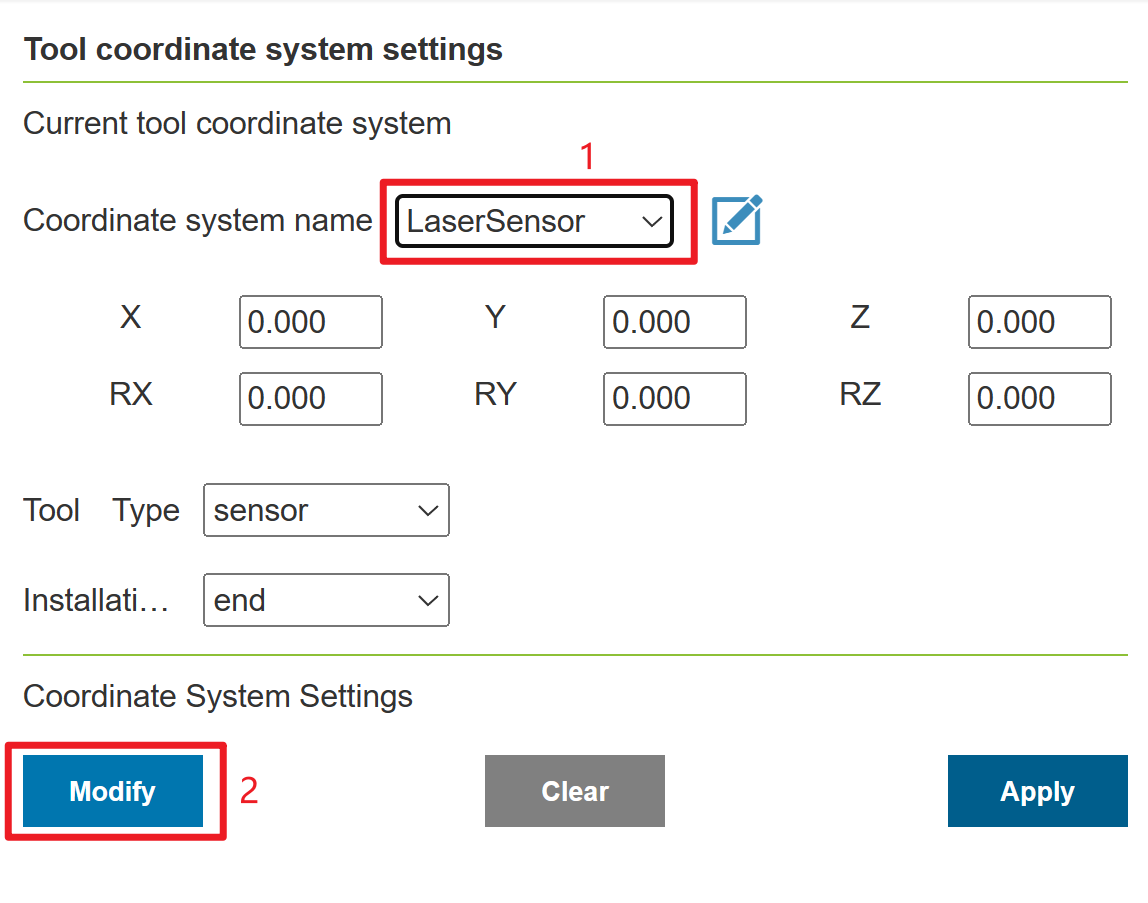 Tool coordinate system settings
Current tool coordinate system
1
Coordinate system name LaserSensor
X 0.000 Y 0.000 Z 0.000
RX 0.000 RY 0.000 RZ 0.000
Tool Type sensor
Installati... end
Coordinate System Settings
Modify 2 Clear Apply